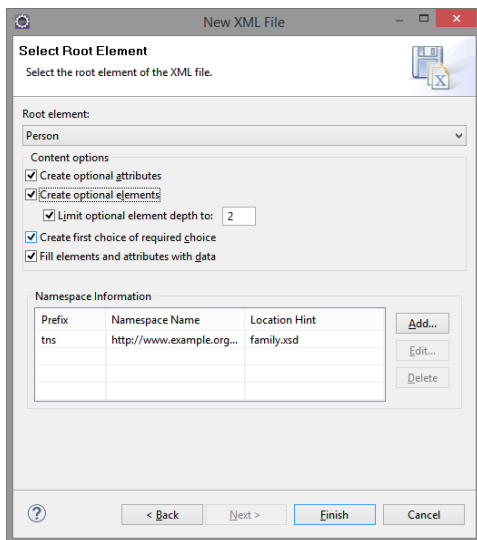 New XML File
Select Root Element
Select the root element of the XML file.
Root element:
Person
Content options
Create optional attributes
Create optional elements
Limit optional element depth to: 2
Create first choice of required choice
Fill elements and attributes with data
Namespace Information
Prefix Namespace Name Location Hint
tns http://www.example.org... family.xsd
Add...
Edit...
Delete
< Back Next > Finish Cancel